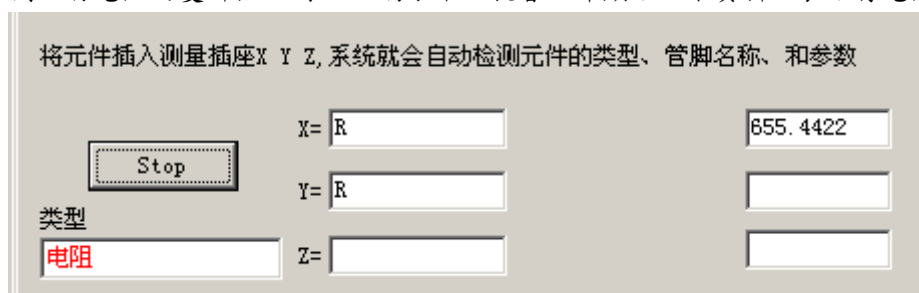 将元件插入测量插座X Y Z,系统就会自动检测元件的类型、管脚名称、和参数
X= R 655.4422
Stop
Y= R
类型
电阻 Z=